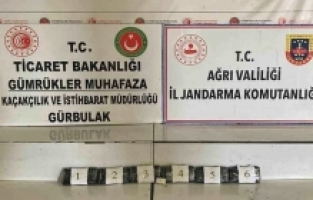 T.C.
TİCARET BAKANLIĞI
GÜMRÜKLER MUHAFAZA
KAÇAKÇILIK VE İSTİHBARAT MÜDÜRLÜĞÜ
GÜRBULAK
T.C.
AĞRI VALİLİĞİ
İL JANDARMA KOMUTANLIĞ
1 2 3 4 5 6